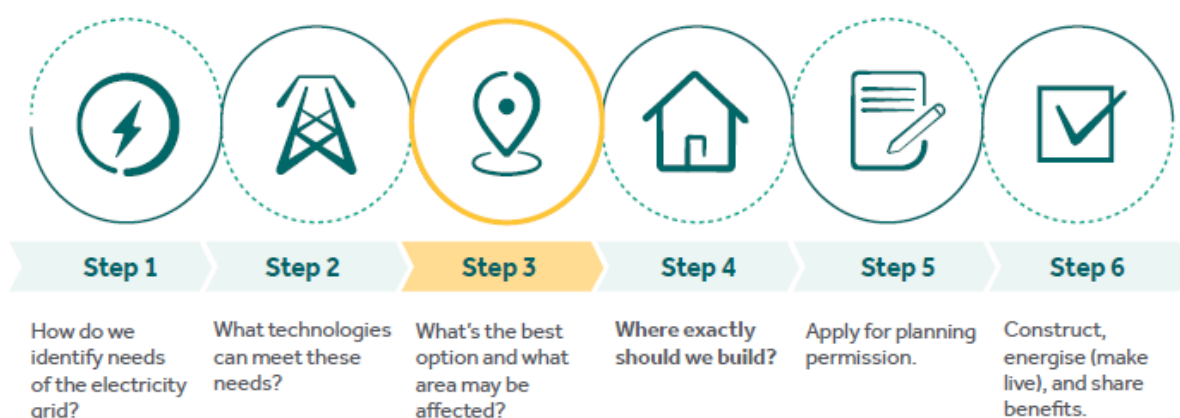 Step 1
Step 2
Step 3
Step 4
Step 5
Step 6
How do we
identify needs
of the electricity
grid?
What technologies
can meet these
needs?
What's the best
option and what
area may be
affected?
Where exactly
should we build?
Apply for planning
permission.
Construct,
energise (make
live), and share
benefits.